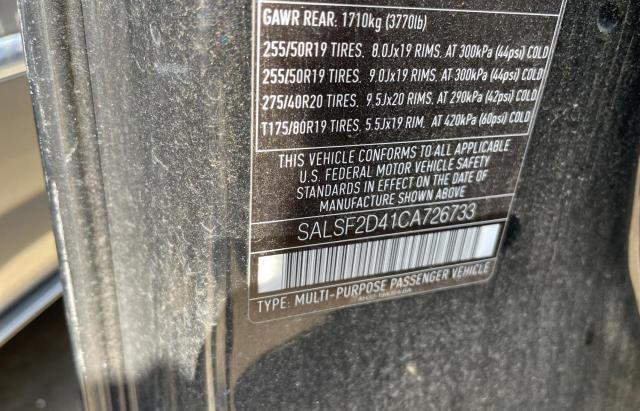 GAWR REAR: 1710kg (3770lb)
255/50R19 TIRES, 8.0Jx19 RIMS, AT 300kPa (44psi) COLD
255/50R19 TIRES, 9.0Jx19 RIMS, AT 300kPa (44psi) COLD
275/40R20 TIRES, 9.5Jx20 RIMS, AT 290kPa (42psi) COLD
T175/80R19 TIRES, 5.5Jx19 RIM, AT 420kPa (60psi) COLD
THIS VEHICLE CONFORMS TO ALL APPLICABLE
U.S. FEDERAL MOTOR VEHICLE SAFETY
STANDARDS IN EFFECT ON THE DATE OF
MANUFACTURE SHOWN ABOVE
SALSF2D41CA726733
TYPE: MULTI-PURPOSE PASSENGER VEHICLE